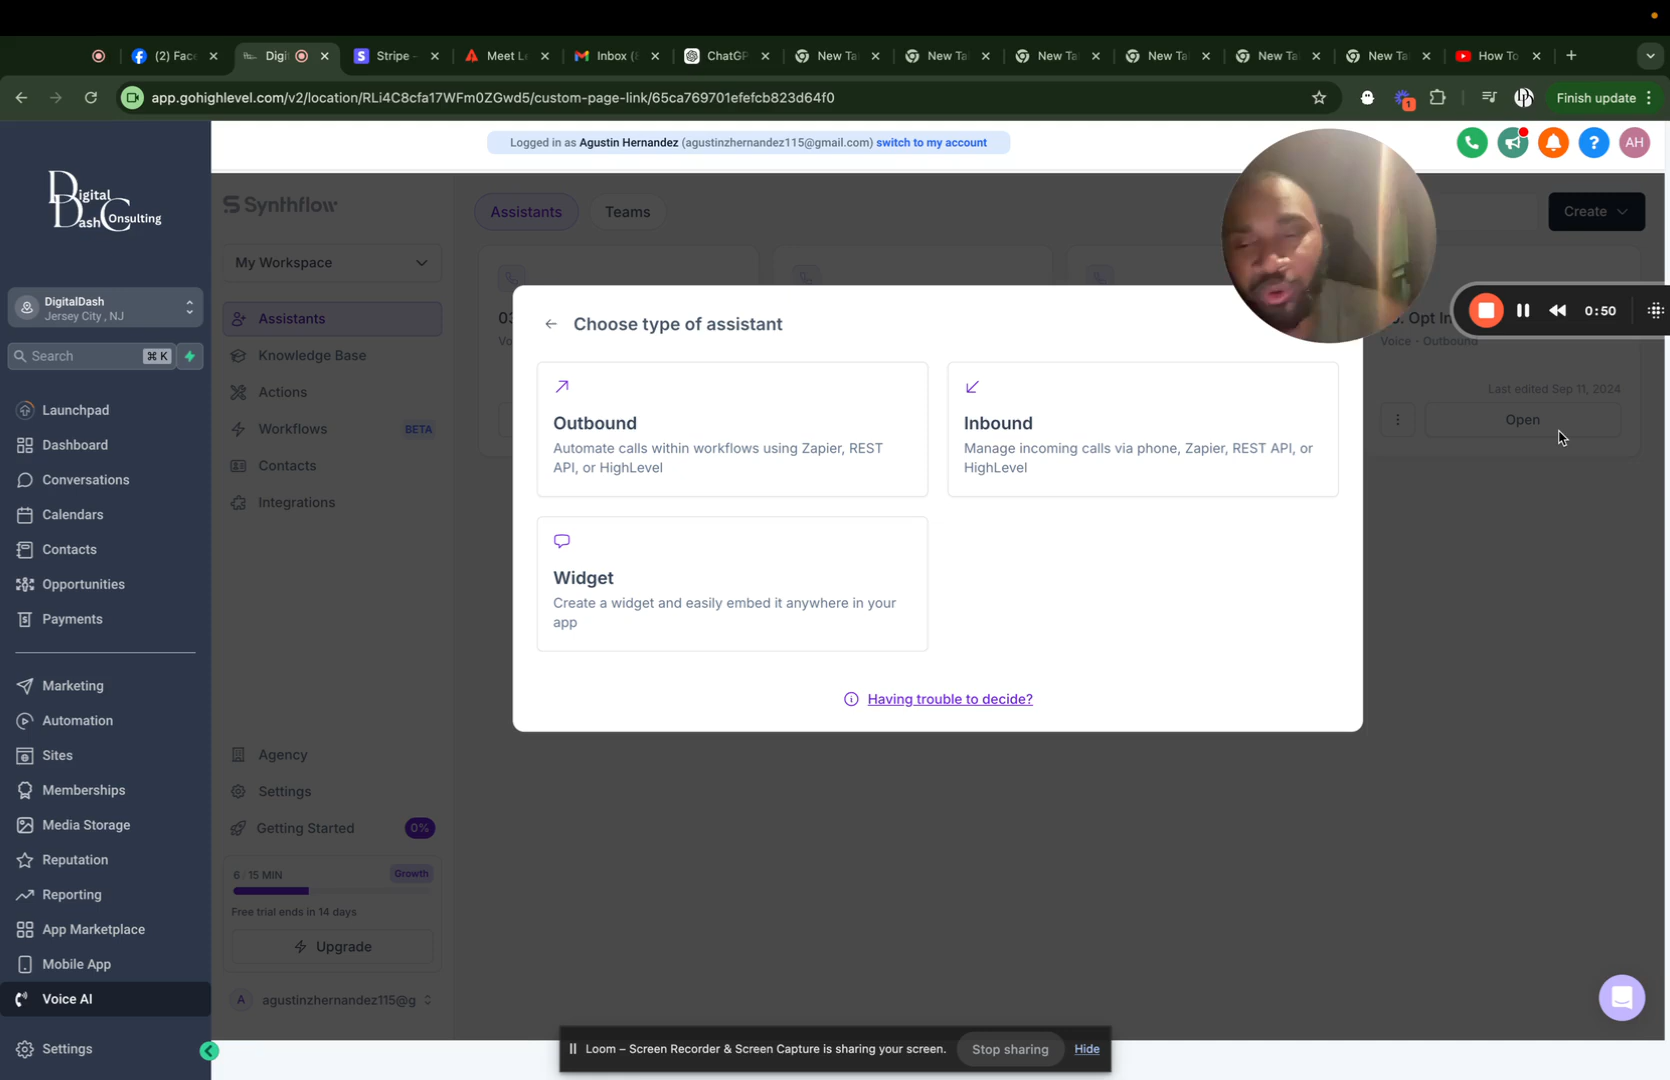 (2) Face
Digi
Stripe -
Meet Le
Inbox (8
ChatGP
New Ta
New Ta
New Ta
New Ta
New Ta
New Ta
How To
app.gohighlevel.com/v2/location/RLi4C8cfa17WFm0ZGwd5/custom-page-link/65ca769701efefcb823d64f0
1
Finish update
Logged in as Agustin Hernandez (agustinzhernandez115@gmail.com) switch to my account
AH
Digital
Dash Consulting
DigitalDash
Jersey City , NJ
Search
⌘ K
Launchpad
Dashboard
Conversations
Calendars
Contacts
Opportunities
Payments
Marketing
Automation
Sites
Memberships
Media Storage
Reputation
Reporting
App Marketplace
Mobile App
Voice AI
Settings
Synthflow
My Workspace
Assistants
Knowledge Base
Actions
Workflows BETA
Contacts
Integrations
Agency
Settings
Getting Started 0%
6 / 15 MIN Growth
Free trial ends in 14 days
Upgrade
A agustinzhernandez115@g
Assistants
Teams
Create
03
Vo
. Opt In
Voice • Outbound
Last edited Sep 11, 2024
Open
0:50
Choose type of assistant
Outbound
Automate calls within workflows using Zapier, REST
API, or HighLevel
Inbound
Manage incoming calls via phone, Zapier, REST API, or
HighLevel
Widget
Create a widget and easily embed it anywhere in your
app
Having trouble to decide?
Loom – Screen Recorder & Screen Capture is sharing your screen.
Stop sharing
Hide